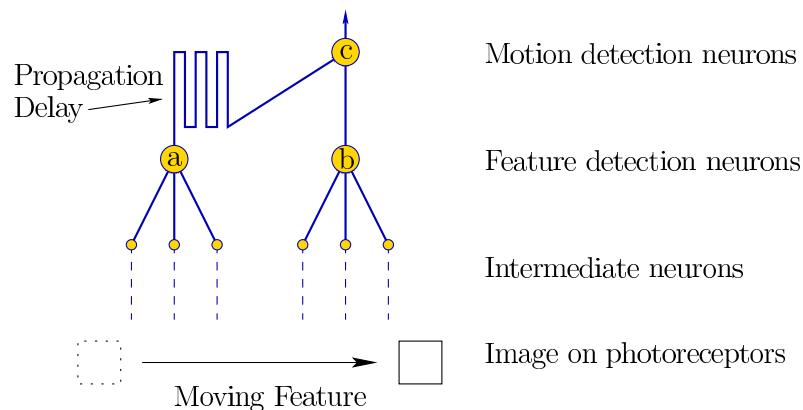 c
Motion detection neurons
Propagation
Delay
a
b
Feature detection neurons
Intermediate neurons
Image on photoreceptors
Moving Feature